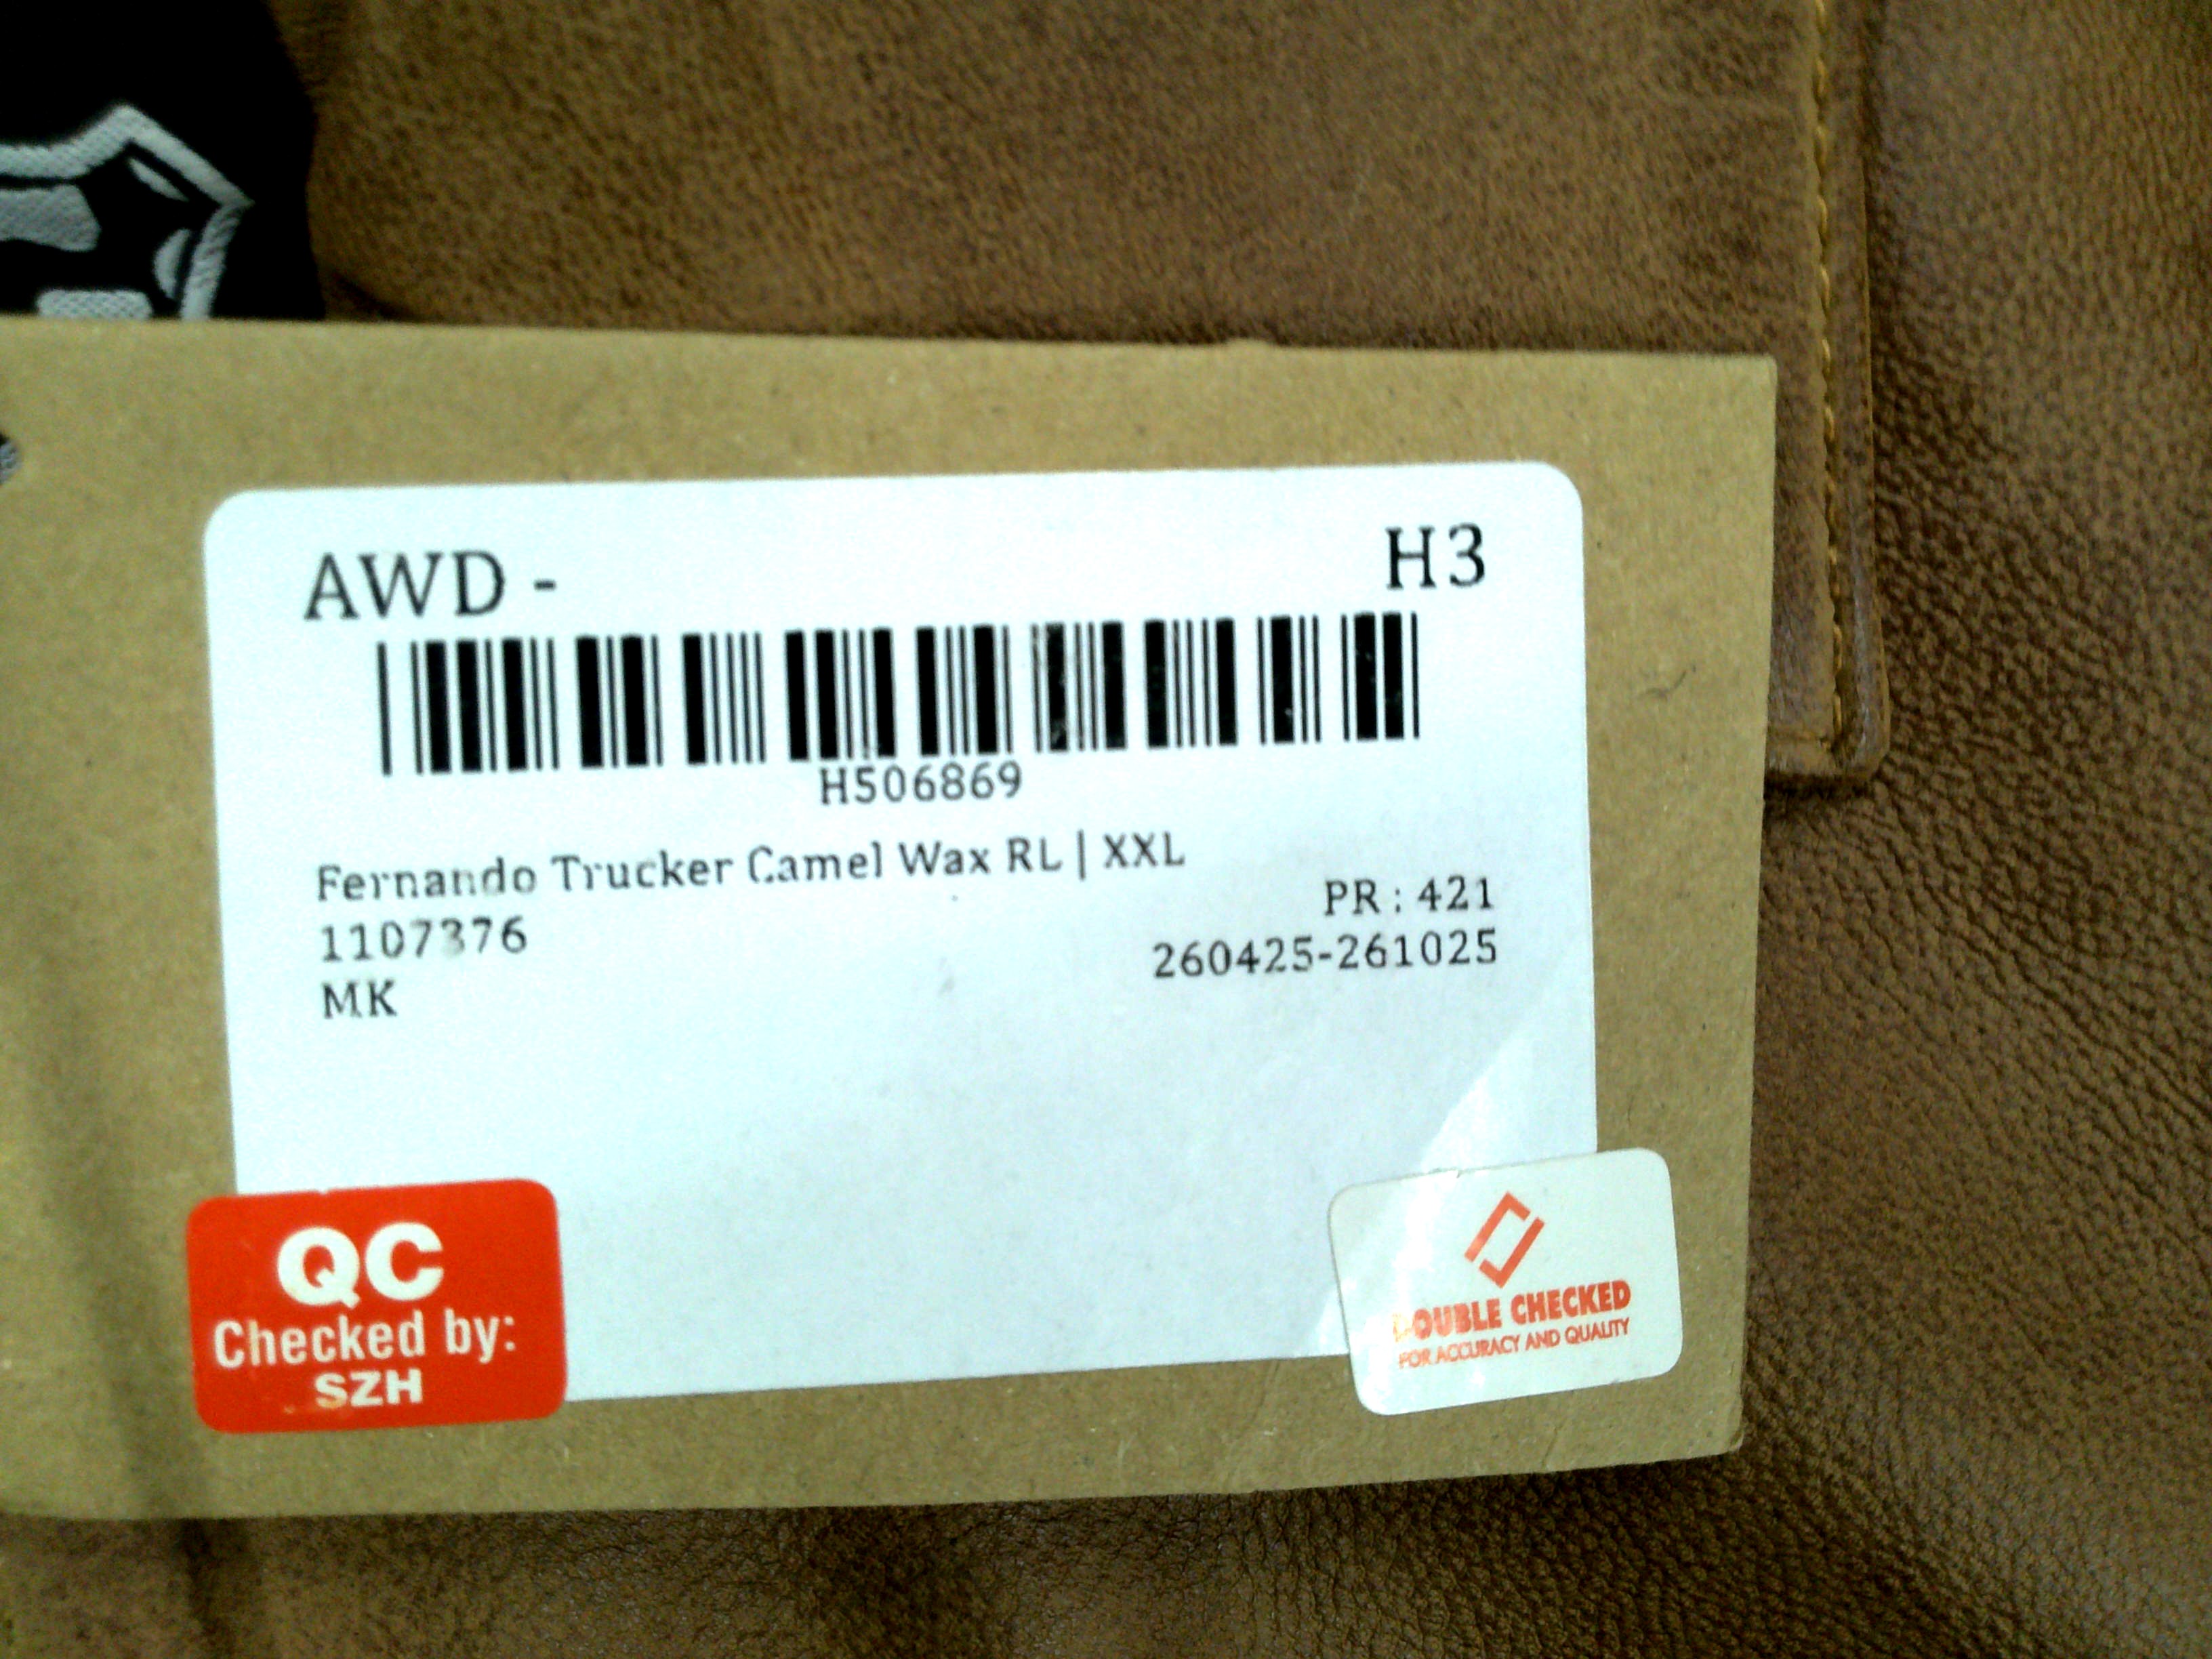 AWD - H3
H506869
Fernando Trucker Camel Wax RL | XXL
PR : 421
1107376
260425-261025
MK
QC
Checked by:
SZH
DOUBLE CHECKED
FOR ACCURACY AND QUALITY